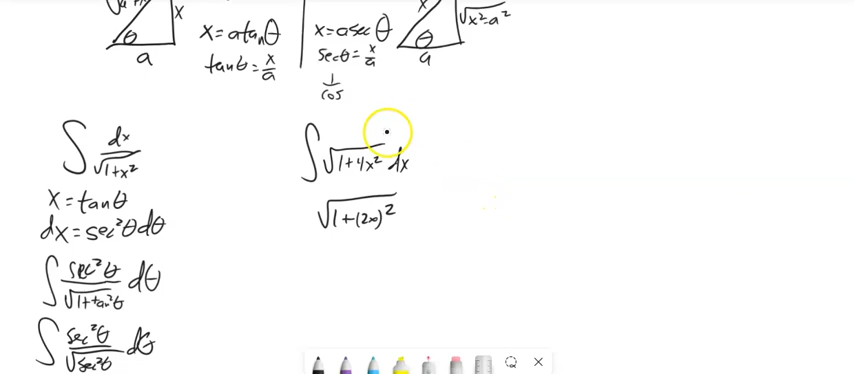 x
a
θ
x = a tan θ
tan θ = x/a
x = a sec θ
sec θ = x/a
1/cos
x
√x²-a²
θ
a
∫ dx/√1+x²
x = tan θ
dx = sec²θ dθ
∫ sec²θ/√1+tan²θ dθ
∫ sec²θ/√sec²θ dθ
∫ √1+4x² dx
√1+(2x)²